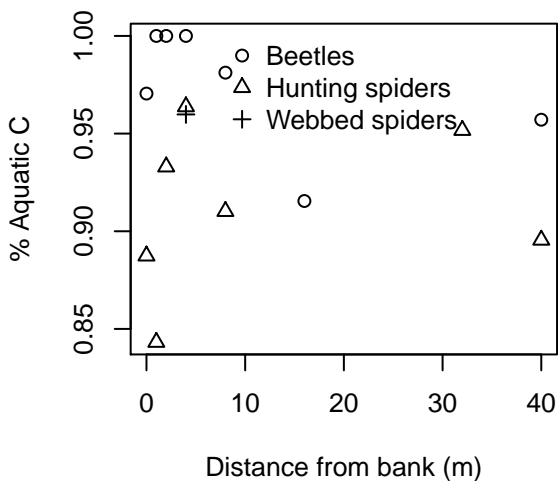 % Aquatic C
1.00
0.95
0.90
0.85
Beetles
Hunting spiders
Webbed spiders
0 10 20 30 40
Distance from bank (m)